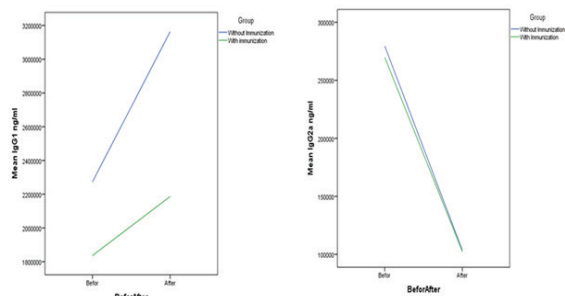 Group
Without Immunization
With immunization
3200000
3000000
2800000
2600000
2400000
2200000
2000000
1800000
Mean IgG1 ng/ml
Befor
After
BeforAfter
Group
Without Immunization
With Immunization
300000
250000
200000
150000
100000
Mean IgG2a ng/ml
Befor
After
BeforAfter